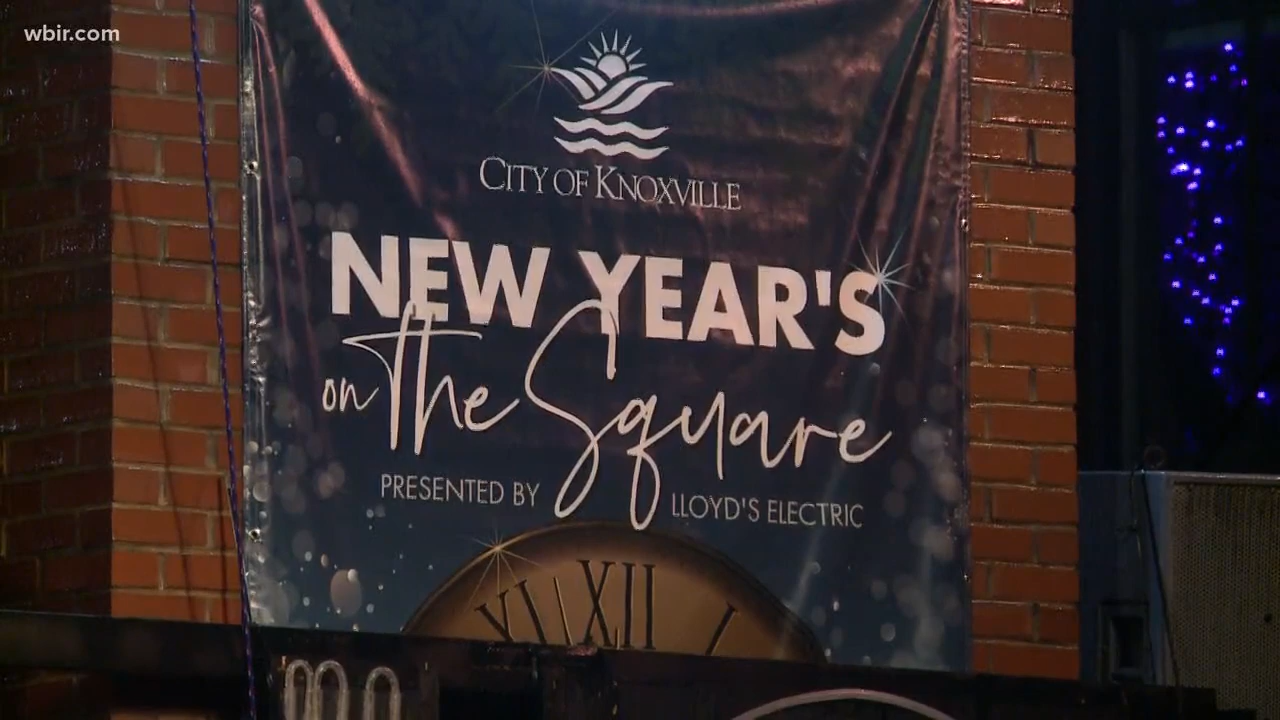 wbir.com
CITY OF KNOXVILLE
NEW YEAR'S
on The Square
PRESENTED BY LLOYD'S ELECTRIC
XI XII I